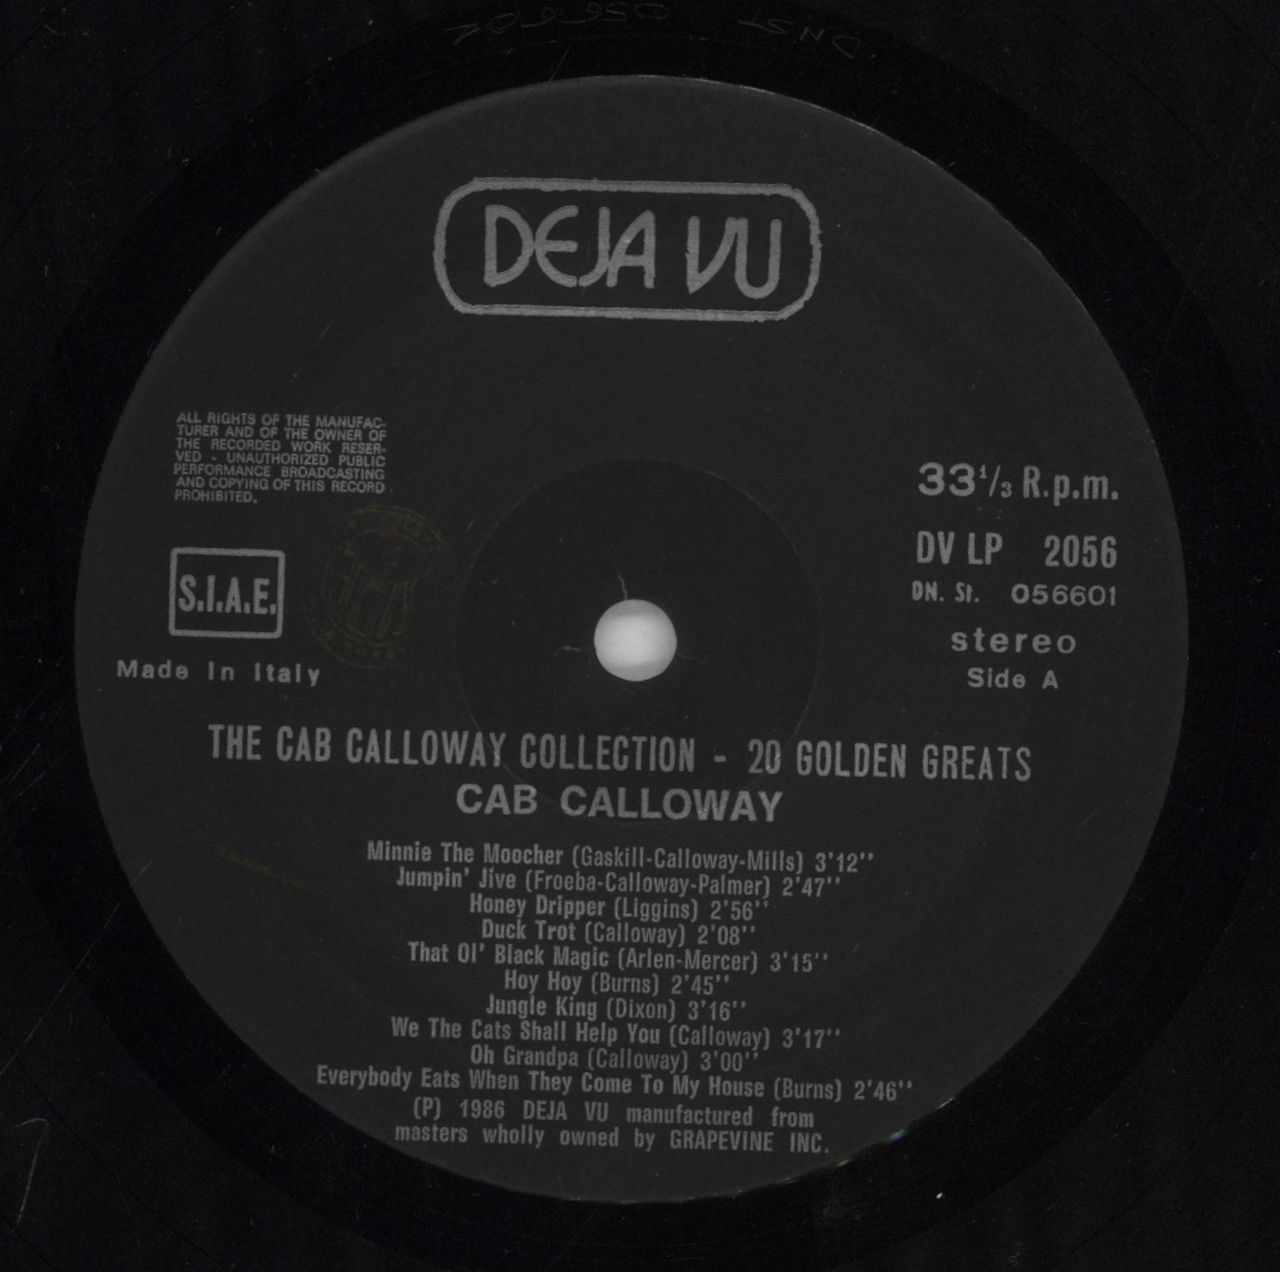 DEJA VU
ALL RIGHTS OF THE MANUFAC-
TURER AND OF THE OWNER OF
THE RECORDED WORK RESER-
VED - UNAUTHORIZED PUBLIC
PERFORMANCE BROADCASTING
AND COPYING OF THIS RECORD
PROHIBITED.
S.I.A.E.
Made In Italy
33 1/3 R.p.m.
DV LP 2056
DN. St. 056601
stereo
Side A
THE CAB CALLOWAY COLLECTION - 20 GOLDEN GREATS
CAB CALLOWAY
Minnie The Moocher (Gaskill-Calloway-Mills) 3'12''
Jumpin' Jive (Froeba-Calloway-Palmer) 2'47''
Honey Dripper (Liggins) 2'56''
Duck Trot (Calloway) 2'08''
That Ol' Black Magic (Arlen-Mercer) 3'15''
Hoy Hoy (Burns) 2'45''
Jungle King (Dixon) 3'16''
We The Cats Shall Help You (Calloway) 3'17''
Oh Grandpa (Calloway) 3'00''
Everybody Eats When They Come To My House (Burns) 2'46''
(P) 1986 DEJA VU manufactured from
masters wholly owned by GRAPEVINE INC.